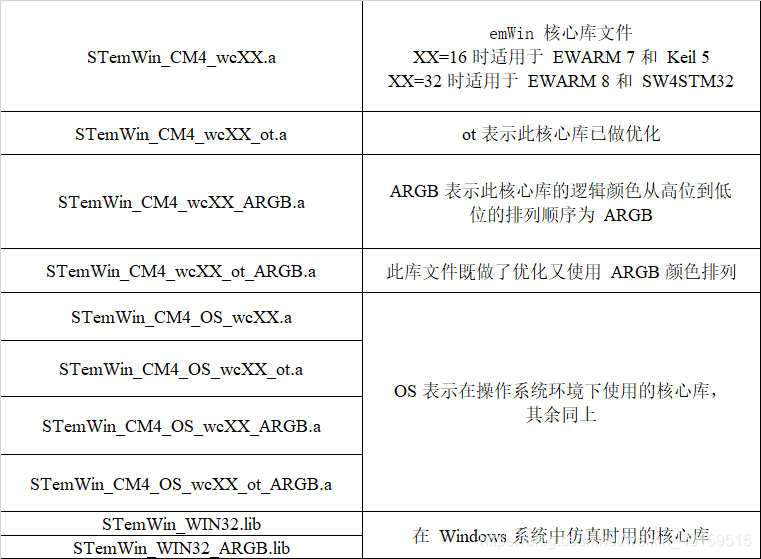 STemWin_CM4_wcXX.a
emWin 核心库文件
XX=16 时适用于 EWARM 7 和 Keil 5
XX=32 时适用于 EWARM 8 和 SW4STM32
STemWin_CM4_wcXX_ot.a
ot 表示此核心库已做优化
STemWin_CM4_wcXX_ARGB.a
ARGB 表示此核心库的逻辑颜色从高位到低
位的排列顺序为 ARGB
STemWin_CM4_wcXX_ot_ARGB.a
此库文件既做了优化又使用 ARGB 颜色排列
STemWin_CM4_OS_wcXX.a
STemWin_CM4_OS_wcXX_ot.a
STemWin_CM4_OS_wcXX_ARGB.a
STemWin_CM4_OS_wcXX_ot_ARGB.a
OS 表示在操作系统环境下使用的核心库，
其余同上
STemWin_WIN32.lib
STemWin_WIN32_ARGB.lib
在 Windows 系统中仿真时用的核心库